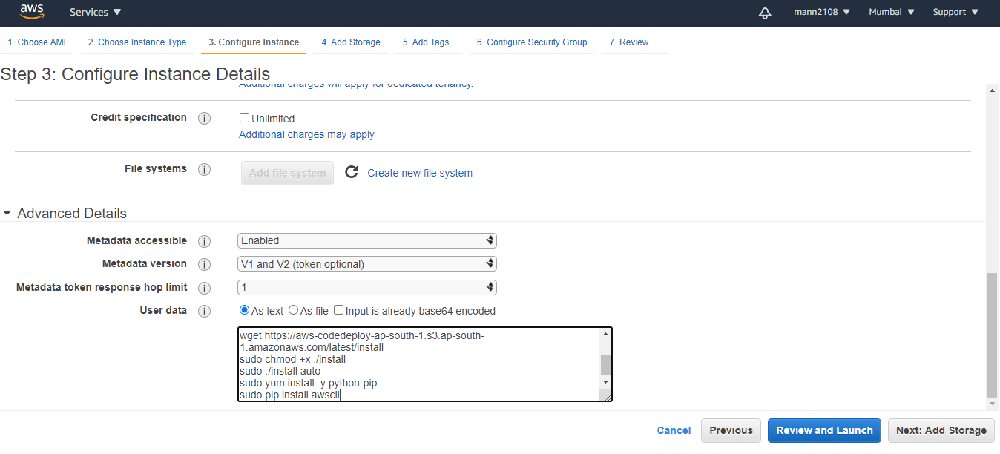 aws
Services
mann2108
Mumbai
Support
1. Choose AMI
2. Choose Instance Type
3. Configure Instance
4. Add Storage
5. Add Tags
6. Configure Security Group
7. Review
Step 3: Configure Instance Details
Additional charges will apply for dedicated tenancy.
Credit specification
Unlimited
Additional charges may apply
File systems
Add file system
Create new file system
Advanced Details
Metadata accessible
Enabled
Metadata version
V1 and V2 (token optional)
Metadata token response hop limit
1
User data
As text As file Input is already base64 encoded
wget https://aws-codedeploy-ap-south-1.s3.ap-south-
1.amazonaws.com/latest/install
sudo chmod +x ./install
sudo ./install auto
sudo yum install -y python-pip
sudo pip install awscli
Cancel
Previous
Review and Launch
Next: Add Storage